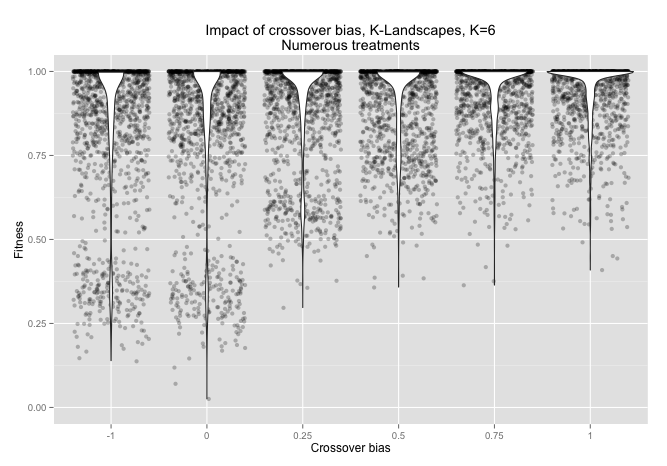 Impact of crossover bias, K-Landscapes, K=6
Numerous treatments
Fitness
1.00
0.75
0.50
0.25
0.00
-1
0
0.25
0.5
0.75
1
Crossover bias